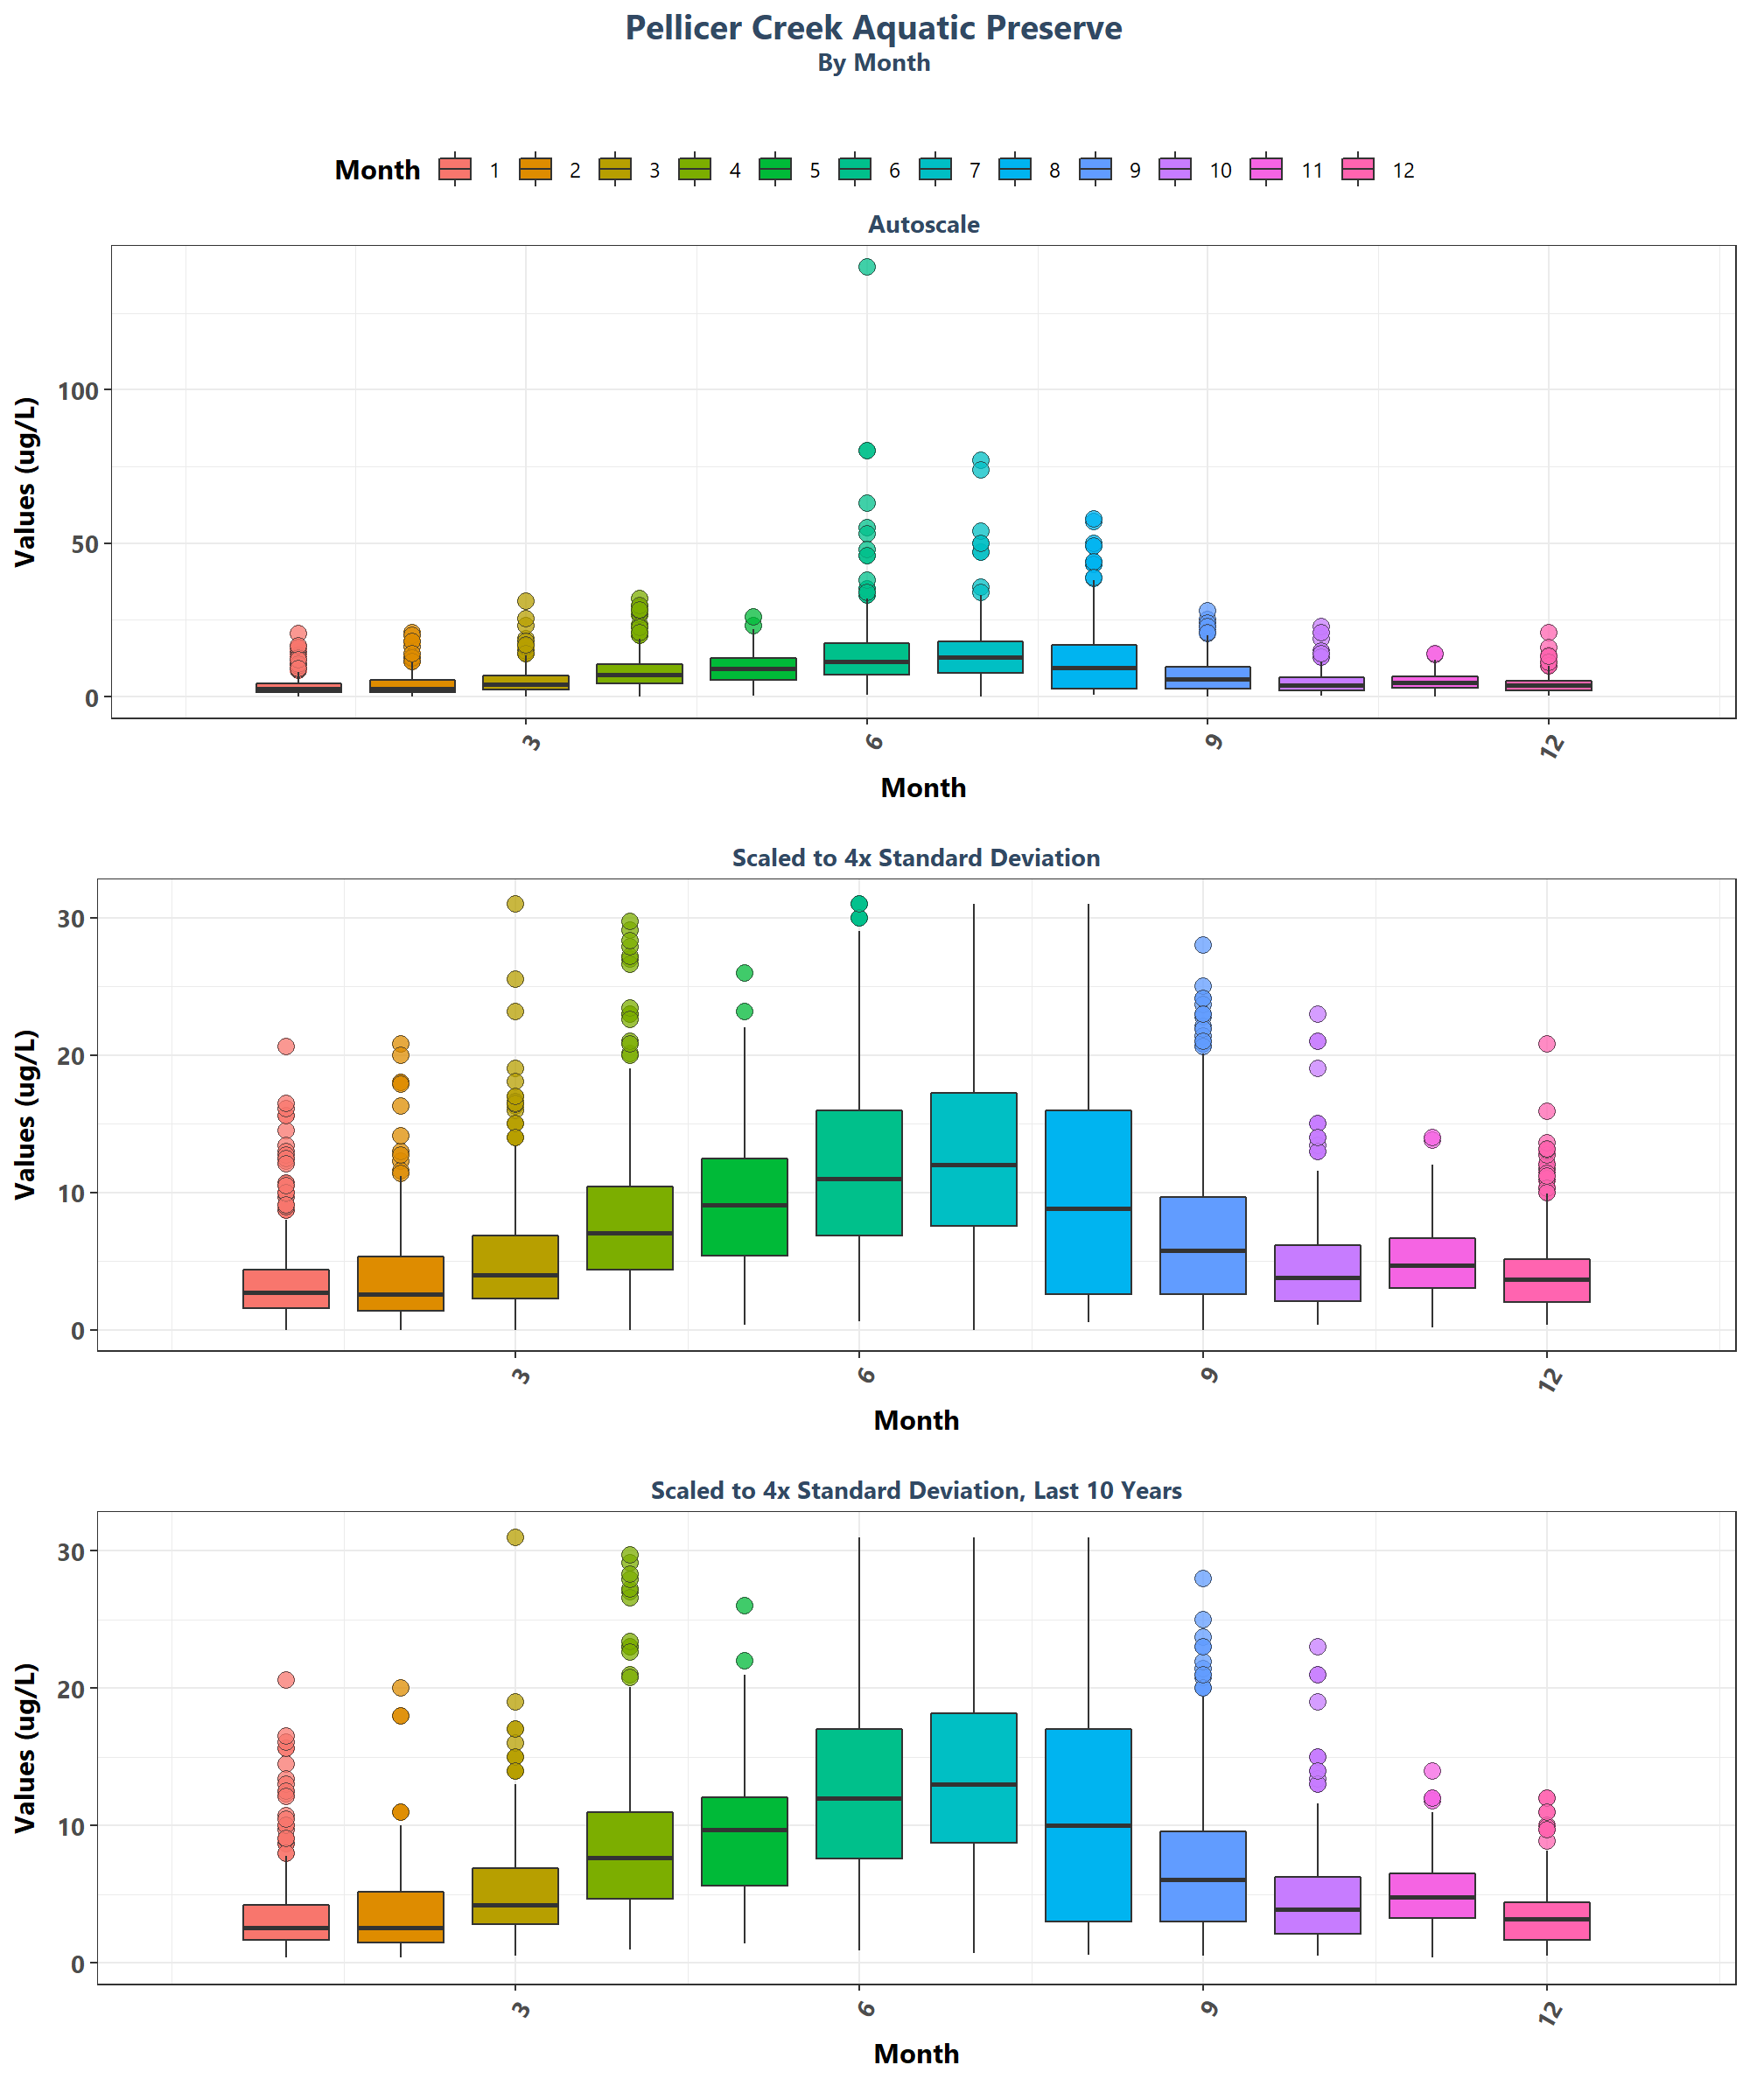 Pellicer Creek Aquatic Preserve
By Month
Month 1 2 3 4 5 6 7 8 9 10 11 12
Autoscale
Values (ug/L)
100
50
0
3 6 9 12
Month
Scaled to 4x Standard Deviation
Values (ug/L)
30
20
10
0
3 6 9 12
Month
Scaled to 4x Standard Deviation, Last 10 Years
Values (ug/L)
30
20
10
0
3 6 9 12
Month